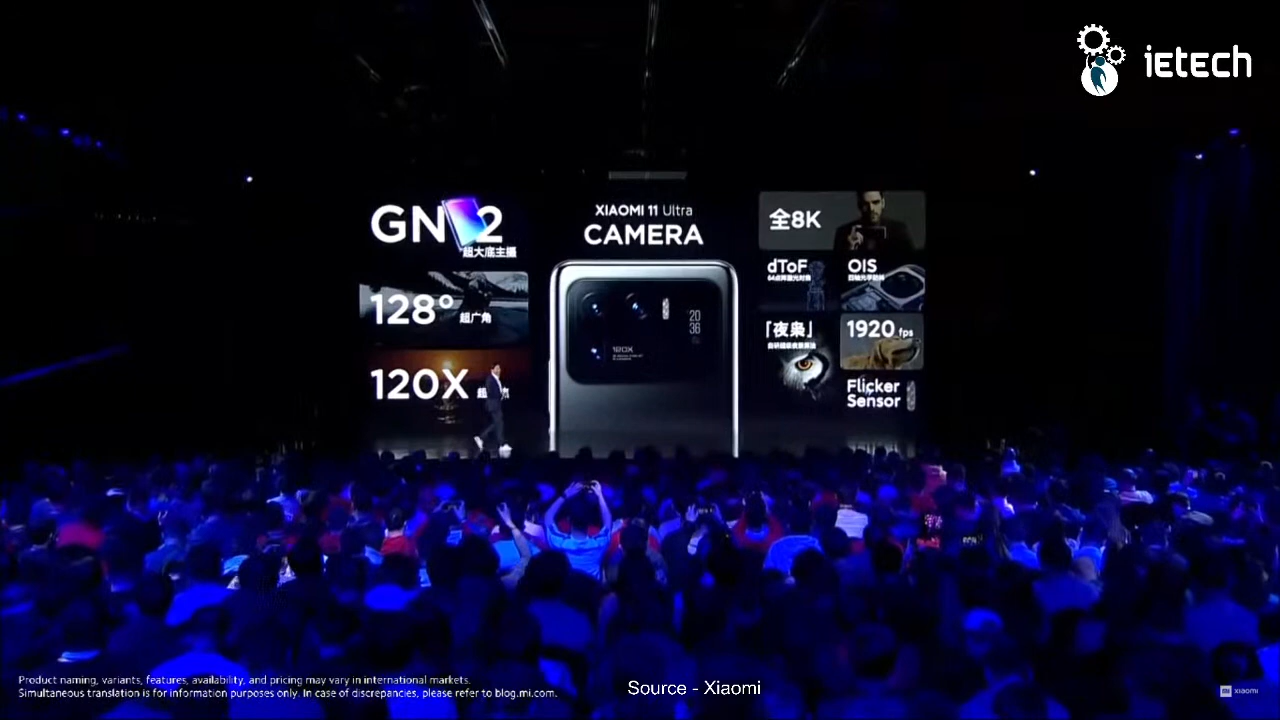 ietech
GN2
超大底主摄
128° 超广角
120X
XIAOMI 11 Ultra
CAMERA
120X
20
36
全8K
dToF
OIS
「夜枭」
1920 fps
Flicker
Sensor
Product naming, variants, features, availability, and pricing may vary in international markets.
Simultaneous translation is for information purposes only. In case of discrepancies, please refer to blog.mi.com.
Source - Xiaomi
mi xiaomi